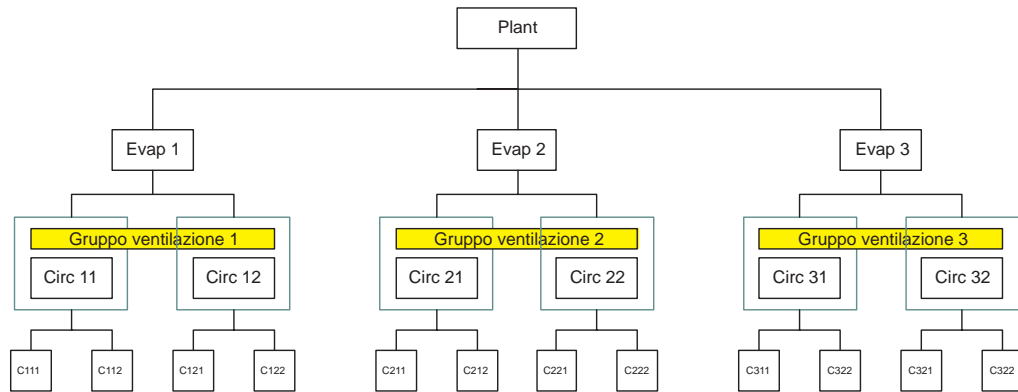 Plant
Evap 1 Evap 2 Evap 3
Gruppo ventilazione 1 Gruppo ventilazione 2 Gruppo ventilazione 3
Circ 11 Circ 12 Circ 21 Circ 22 Circ 31 Circ 32
C111 C112 C121 C122 C211 C212 C221 C222 C311 C322 C321 C322